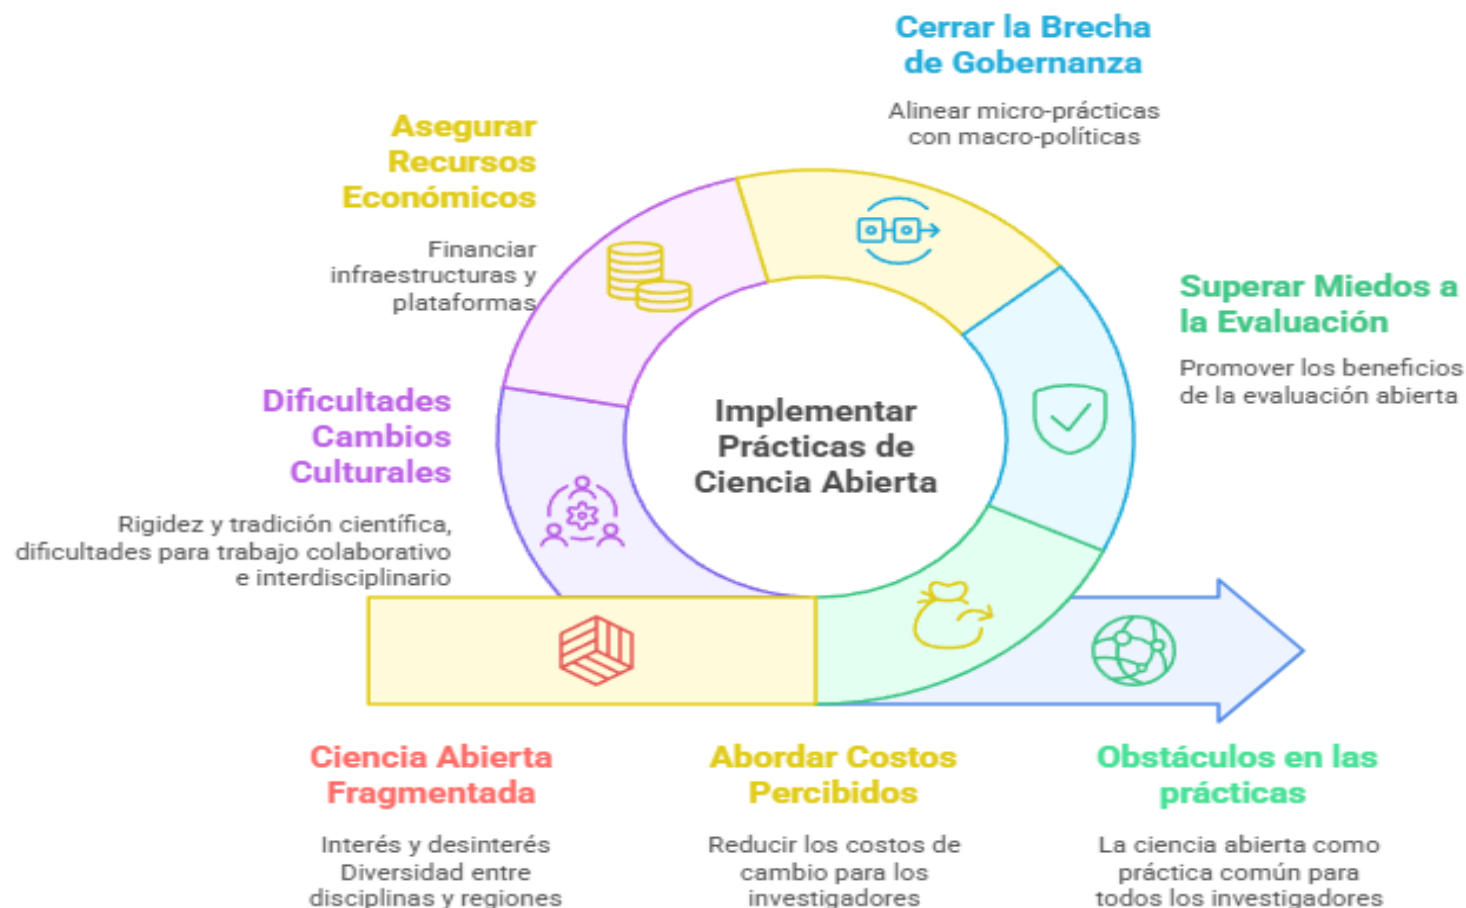 Cerrar la Brecha
de Gobernanza
Alinear micro-prácticas
con macro-políticas
Asegurar
Recursos
Económicos
Financiar
infraestructuras y
plataformas
Superar Miedos a
la Evaluación
Promover los beneficios
de la evaluación abierta
Dificultades
Cambios
Culturales
Rigidez y tradición científica,
dificultades para trabajo colaborativo
e interdisciplinario
Implementar
Prácticas de
Ciencia Abierta
Ciencia Abierta
Fragmentada
Interés y desinterés
Diversidad entre
disciplinas y regiones
Abordar Costos
Percibidos
Reducir los costos de
cambio para los
investigadores
Obstáculos en las
prácticas
La ciencia abierta como
práctica común para
todos los investigadores